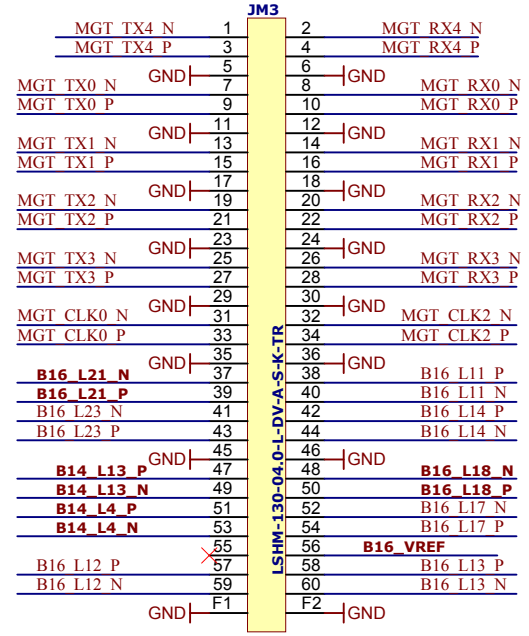 JM3
MGT_TX4_N 1 2 MGT_RX4_N
MGT_TX4_P 3 4 MGT_RX4_P
GND 5 6 GND
MGT_TX0_N 7 8 MGT_RX0_N
MGT_TX0_P 9 10 MGT_RX0_P
GND 11 12 GND
MGT_TX1_N 13 14 MGT_RX1_N
MGT_TX1_P 15 16 MGT_RX1_P
GND 17 18 GND
MGT_TX2_N 19 20 MGT_RX2_N
MGT_TX2_P 21 22 MGT_RX2_P
GND 23 24 GND
MGT_TX3_N 25 26 MGT_RX3_N
MGT_TX3_P 27 28 MGT_RX3_P
GND 29 30 GND
MGT_CLK0_N 31 32 MGT_CLK2_N
MGT_CLK0_P 33 34 MGT_CLK2_P
GND 35 36 GND
B16_L21_N 37 38 B16_L11_P
B16_L21_P 39 40 B16_L11_N
B16_L23_N 41 42 B16_L14_P
B16_L23_P 43 44 B16_L14_N
GND 45 46 GND
B14_L13_P 47 48 B16_L18_N
B14_L13_N 49 50 B16_L18_P
B14_L4_P 51 52 B16_L17_N
B14_L4_N 53 54 B16_L17_P
55 56 B16_VREF
B16_L12_P 57 58 B16_L13_P
B16_L12_N 59 60 B16_L13_N
GND F1 F2 GND
LSHM-130-04.0-L-DV-A-S-K-TR